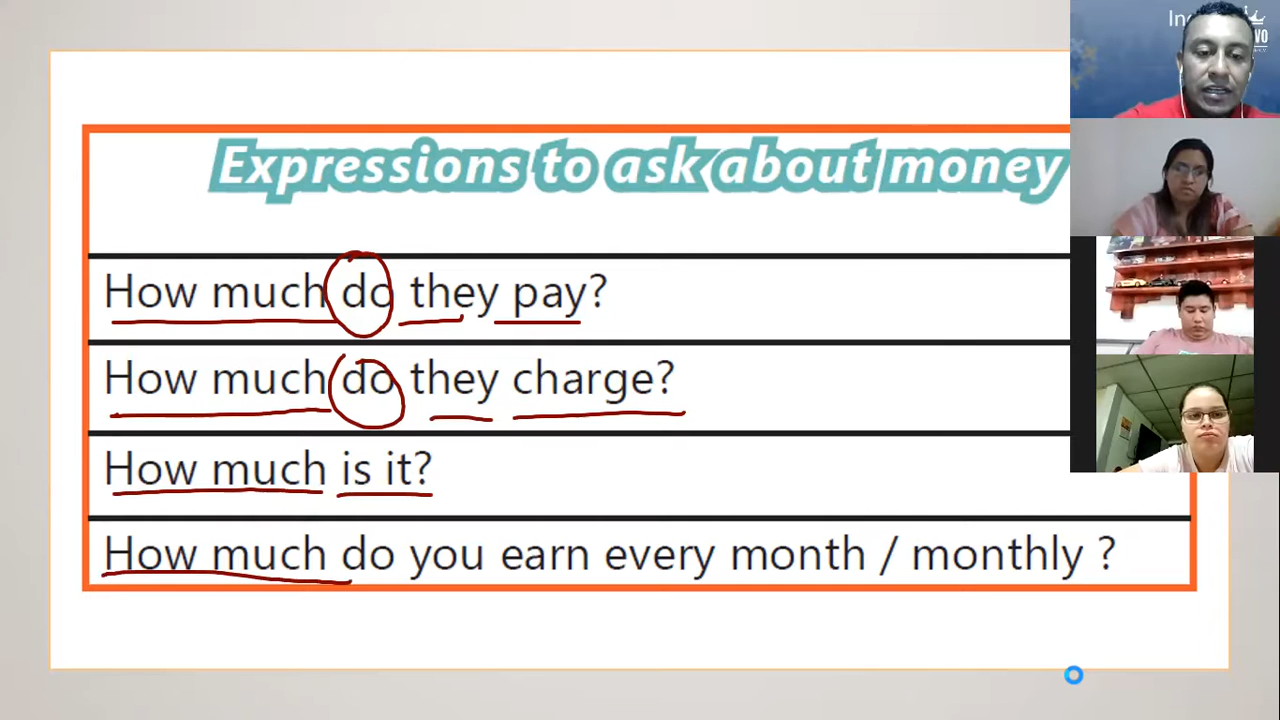 Expressions to ask about money
How much do they pay?
How much do they charge?
How much is it?
How much do you earn every month / monthly ?